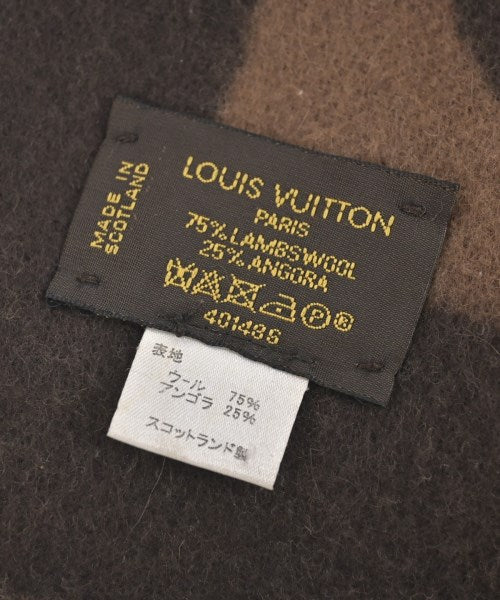 MADE IN
SCOTLAND
LOUIS VUITTON
PARIS
75% LAMBSWOOL
25% ANGORA
P®
401486
表地
ウール 75%
アンゴラ 25%
スコットランド製